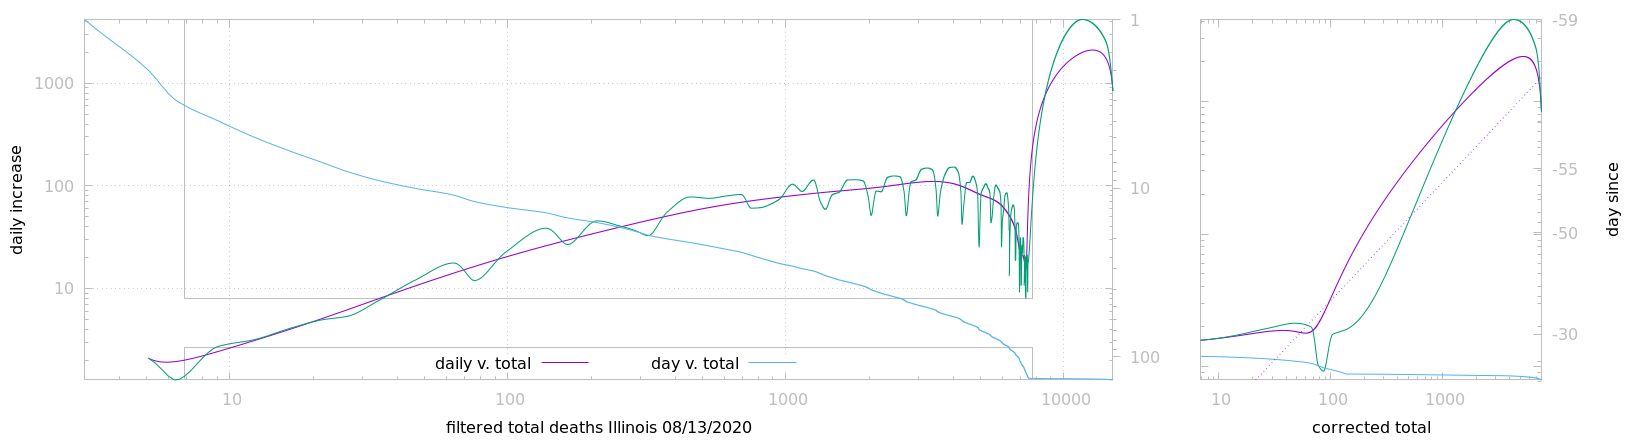 1000
100
10
daily increase
1
10
100
daily v. total
day v. total
10
100
1000
10000
filtered total deaths Illinois 08/13/2020
-59
-55
-50
-30
day since
10
100
1000
corrected total